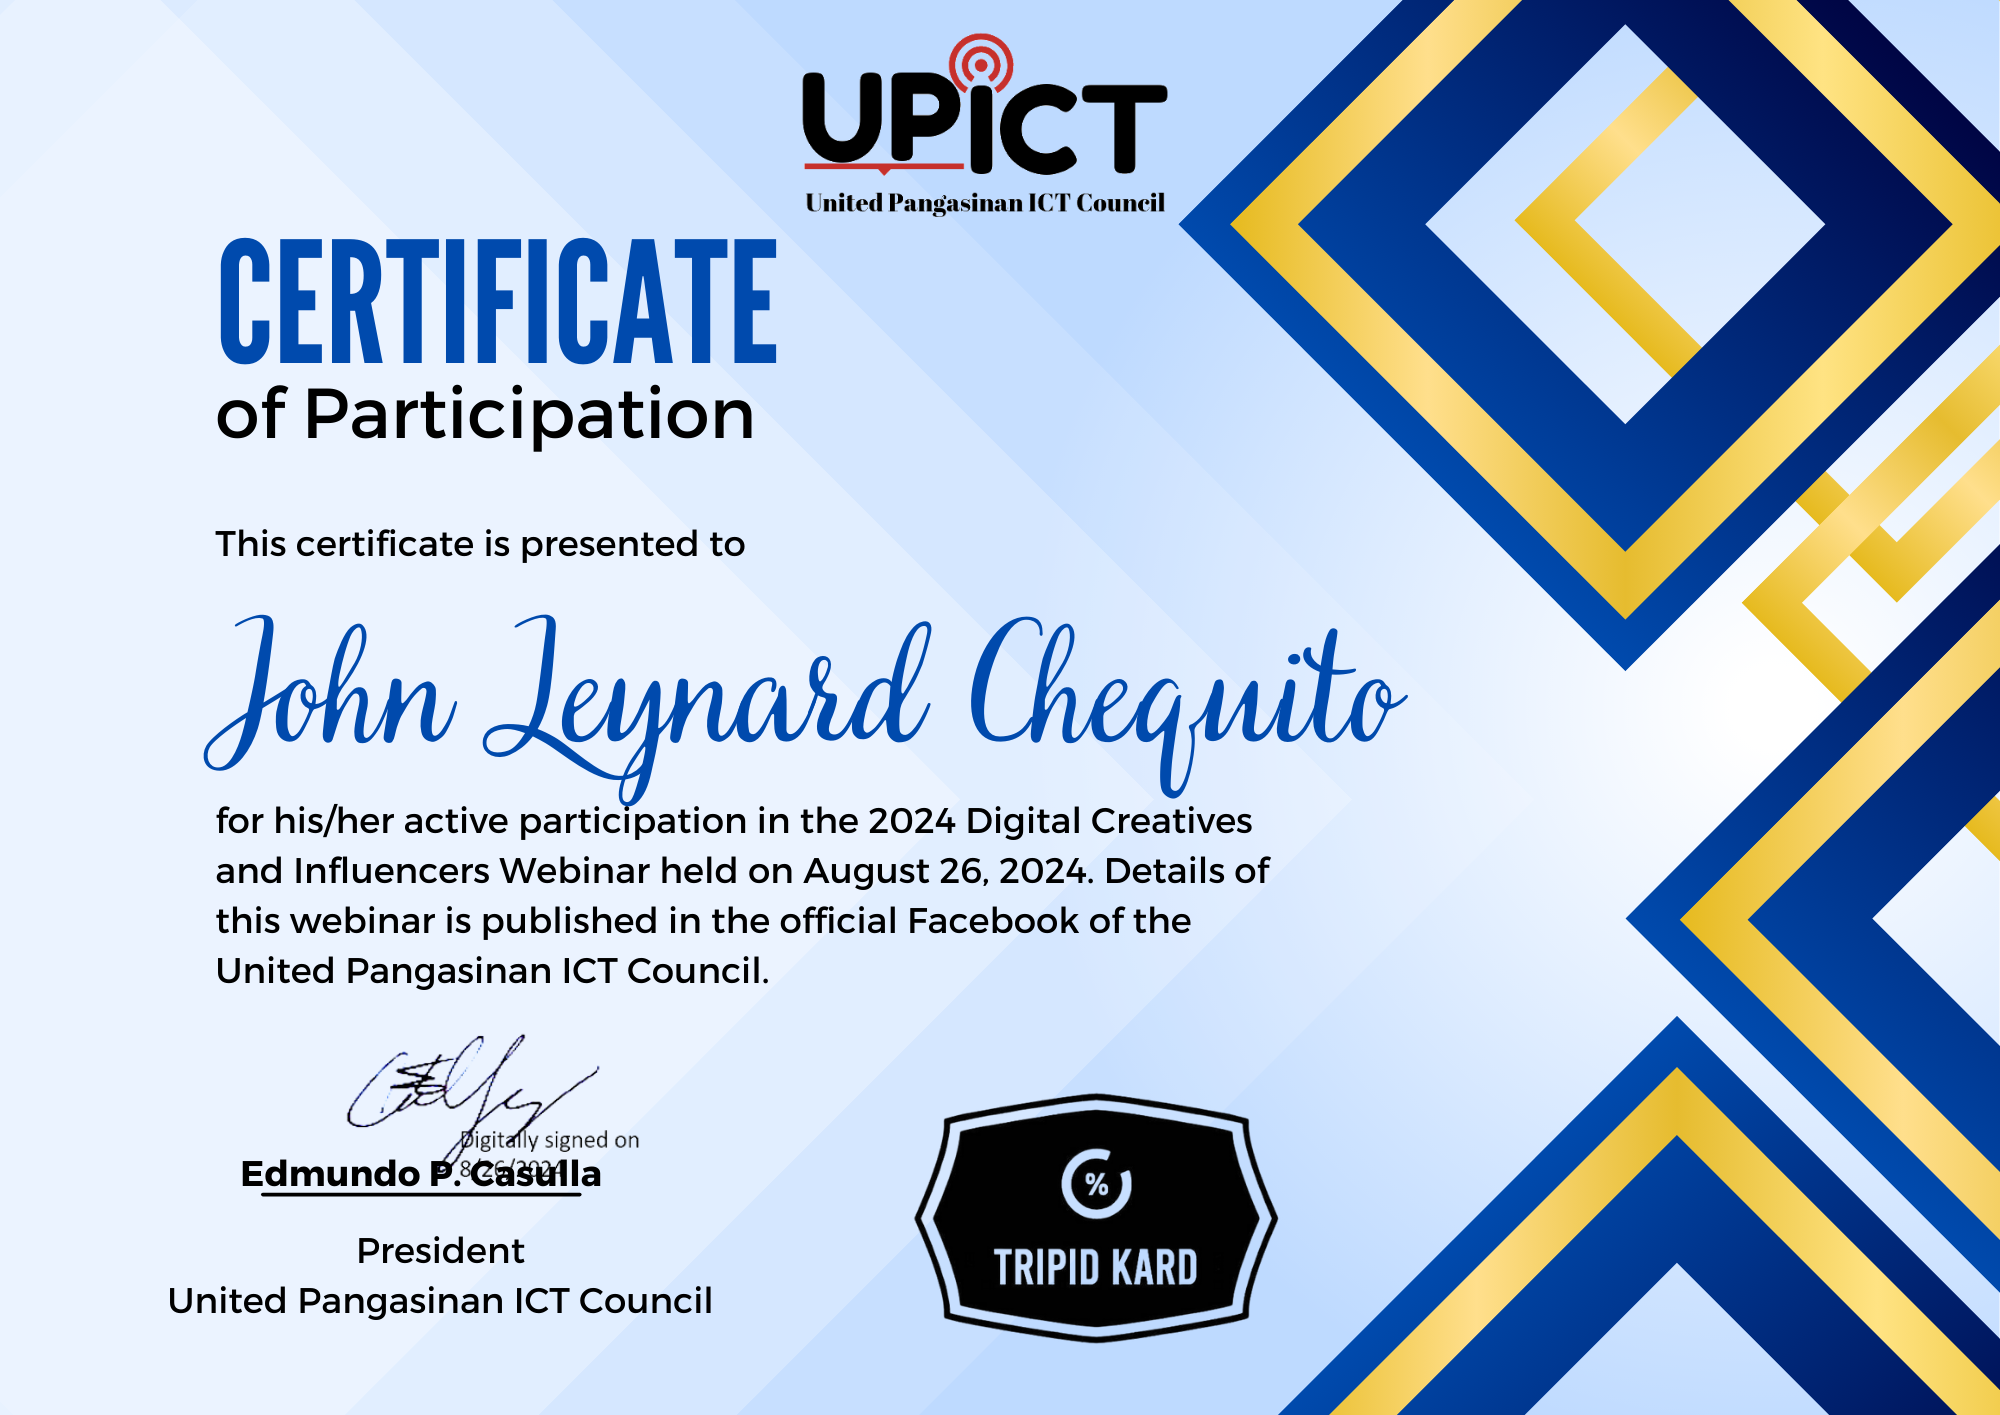 UPiCT
United Pangasinan ICT Council
CERTIFICATE
of Participation
This certificate is presented to
John Leynard Chequito
for his/her active participation in the 2024 Digital Creatives
and Influencers Webinar held on August 26, 2024. Details of
this webinar is published in the official Facebook of the
United Pangasinan ICT Council.
Digitally signed on
8/26/2024
Edmundo P. Casulla
President
United Pangasinan ICT Council
%
TRIPID KARD